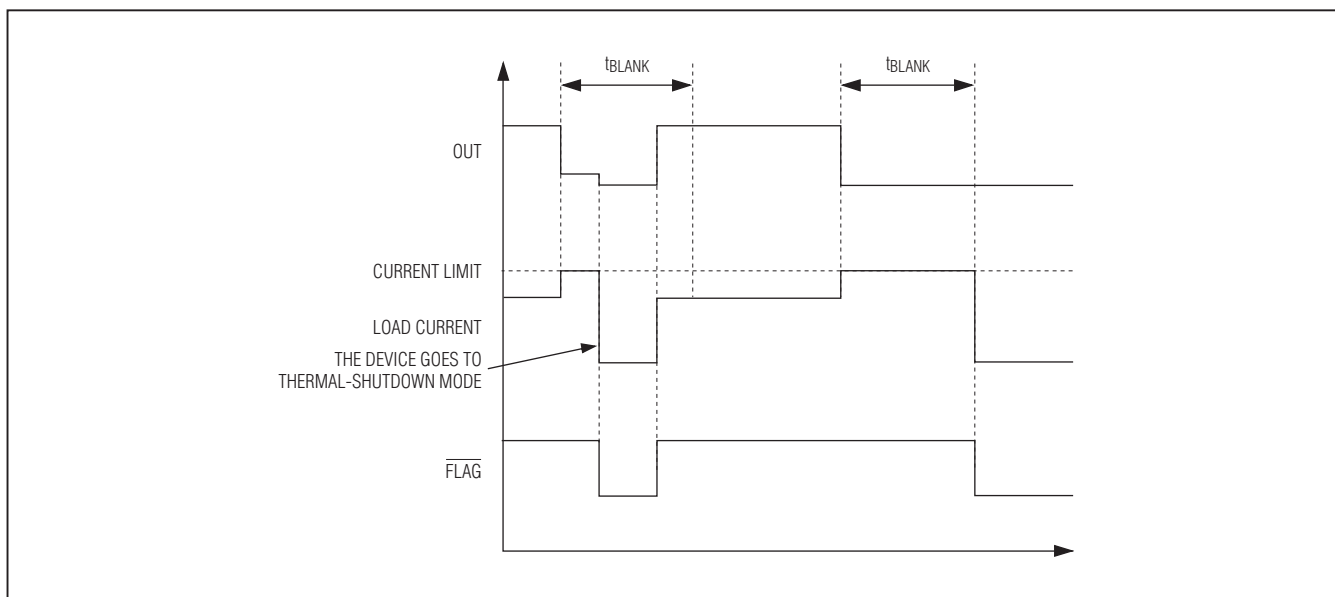 tBLANK
tBLANK
OUT
CURRENT LIMIT
LOAD CURRENT
THE DEVICE GOES TO
THERMAL-SHUTDOWN MODE
FLAG